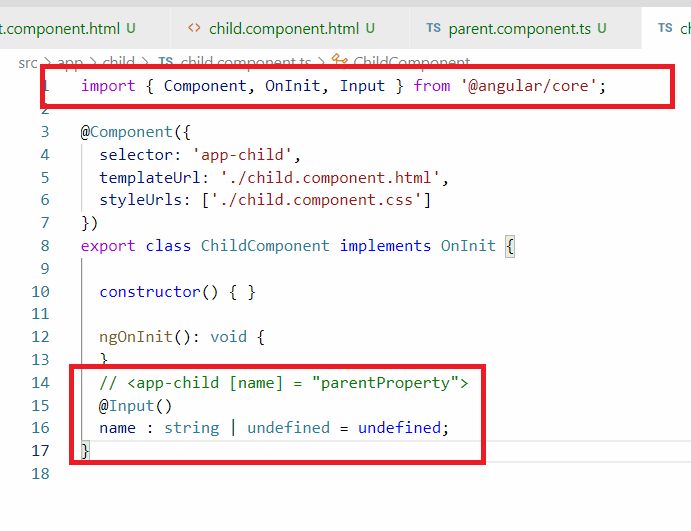 t.component.html U <> child.component.html U TS parent.component.ts U TS c
src > app > child > TS child.component.ts > ChildComponent
1 import { Component, OnInit, Input } from '@angular/core';
2
3 @Component({
4 selector: 'app-child',
5 templateUrl: './child.component.html',
6 styleUrls: ['./child.component.css']
7 })
8 export class ChildComponent implements OnInit {
9
10 constructor() { }
11
12 ngOnInit(): void {
13 }
14 // <app-child [name] = "parentProperty">
15 @Input()
16 name : string | undefined = undefined;
17 }
18